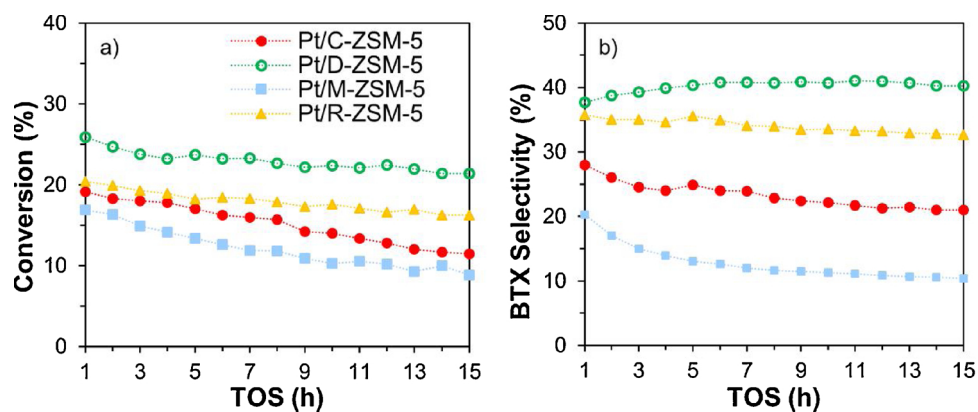 a)
Pt/C-ZSM-5
Pt/D-ZSM-5
Pt/M-ZSM-5
Pt/R-ZSM-5
Conversion (%)
40
30
20
10
0
1 3 5 7 9 11 13 15
TOS (h)
b)
BTX Selectivity (%)
50
40
30
20
10
0
1 3 5 7 9 11 13 15
TOS (h)